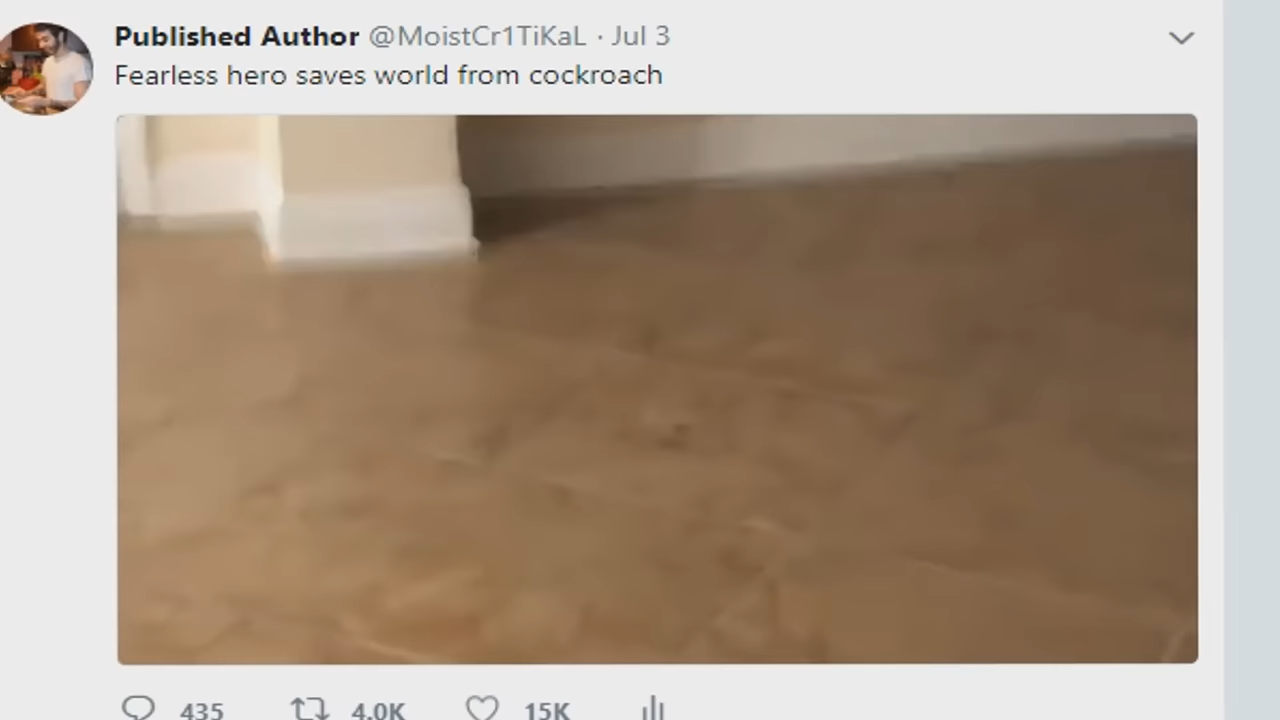 Published Author @MoistCr1TiKaL · Jul 3
Fearless hero saves world from cockroach
435 4.0K 15K